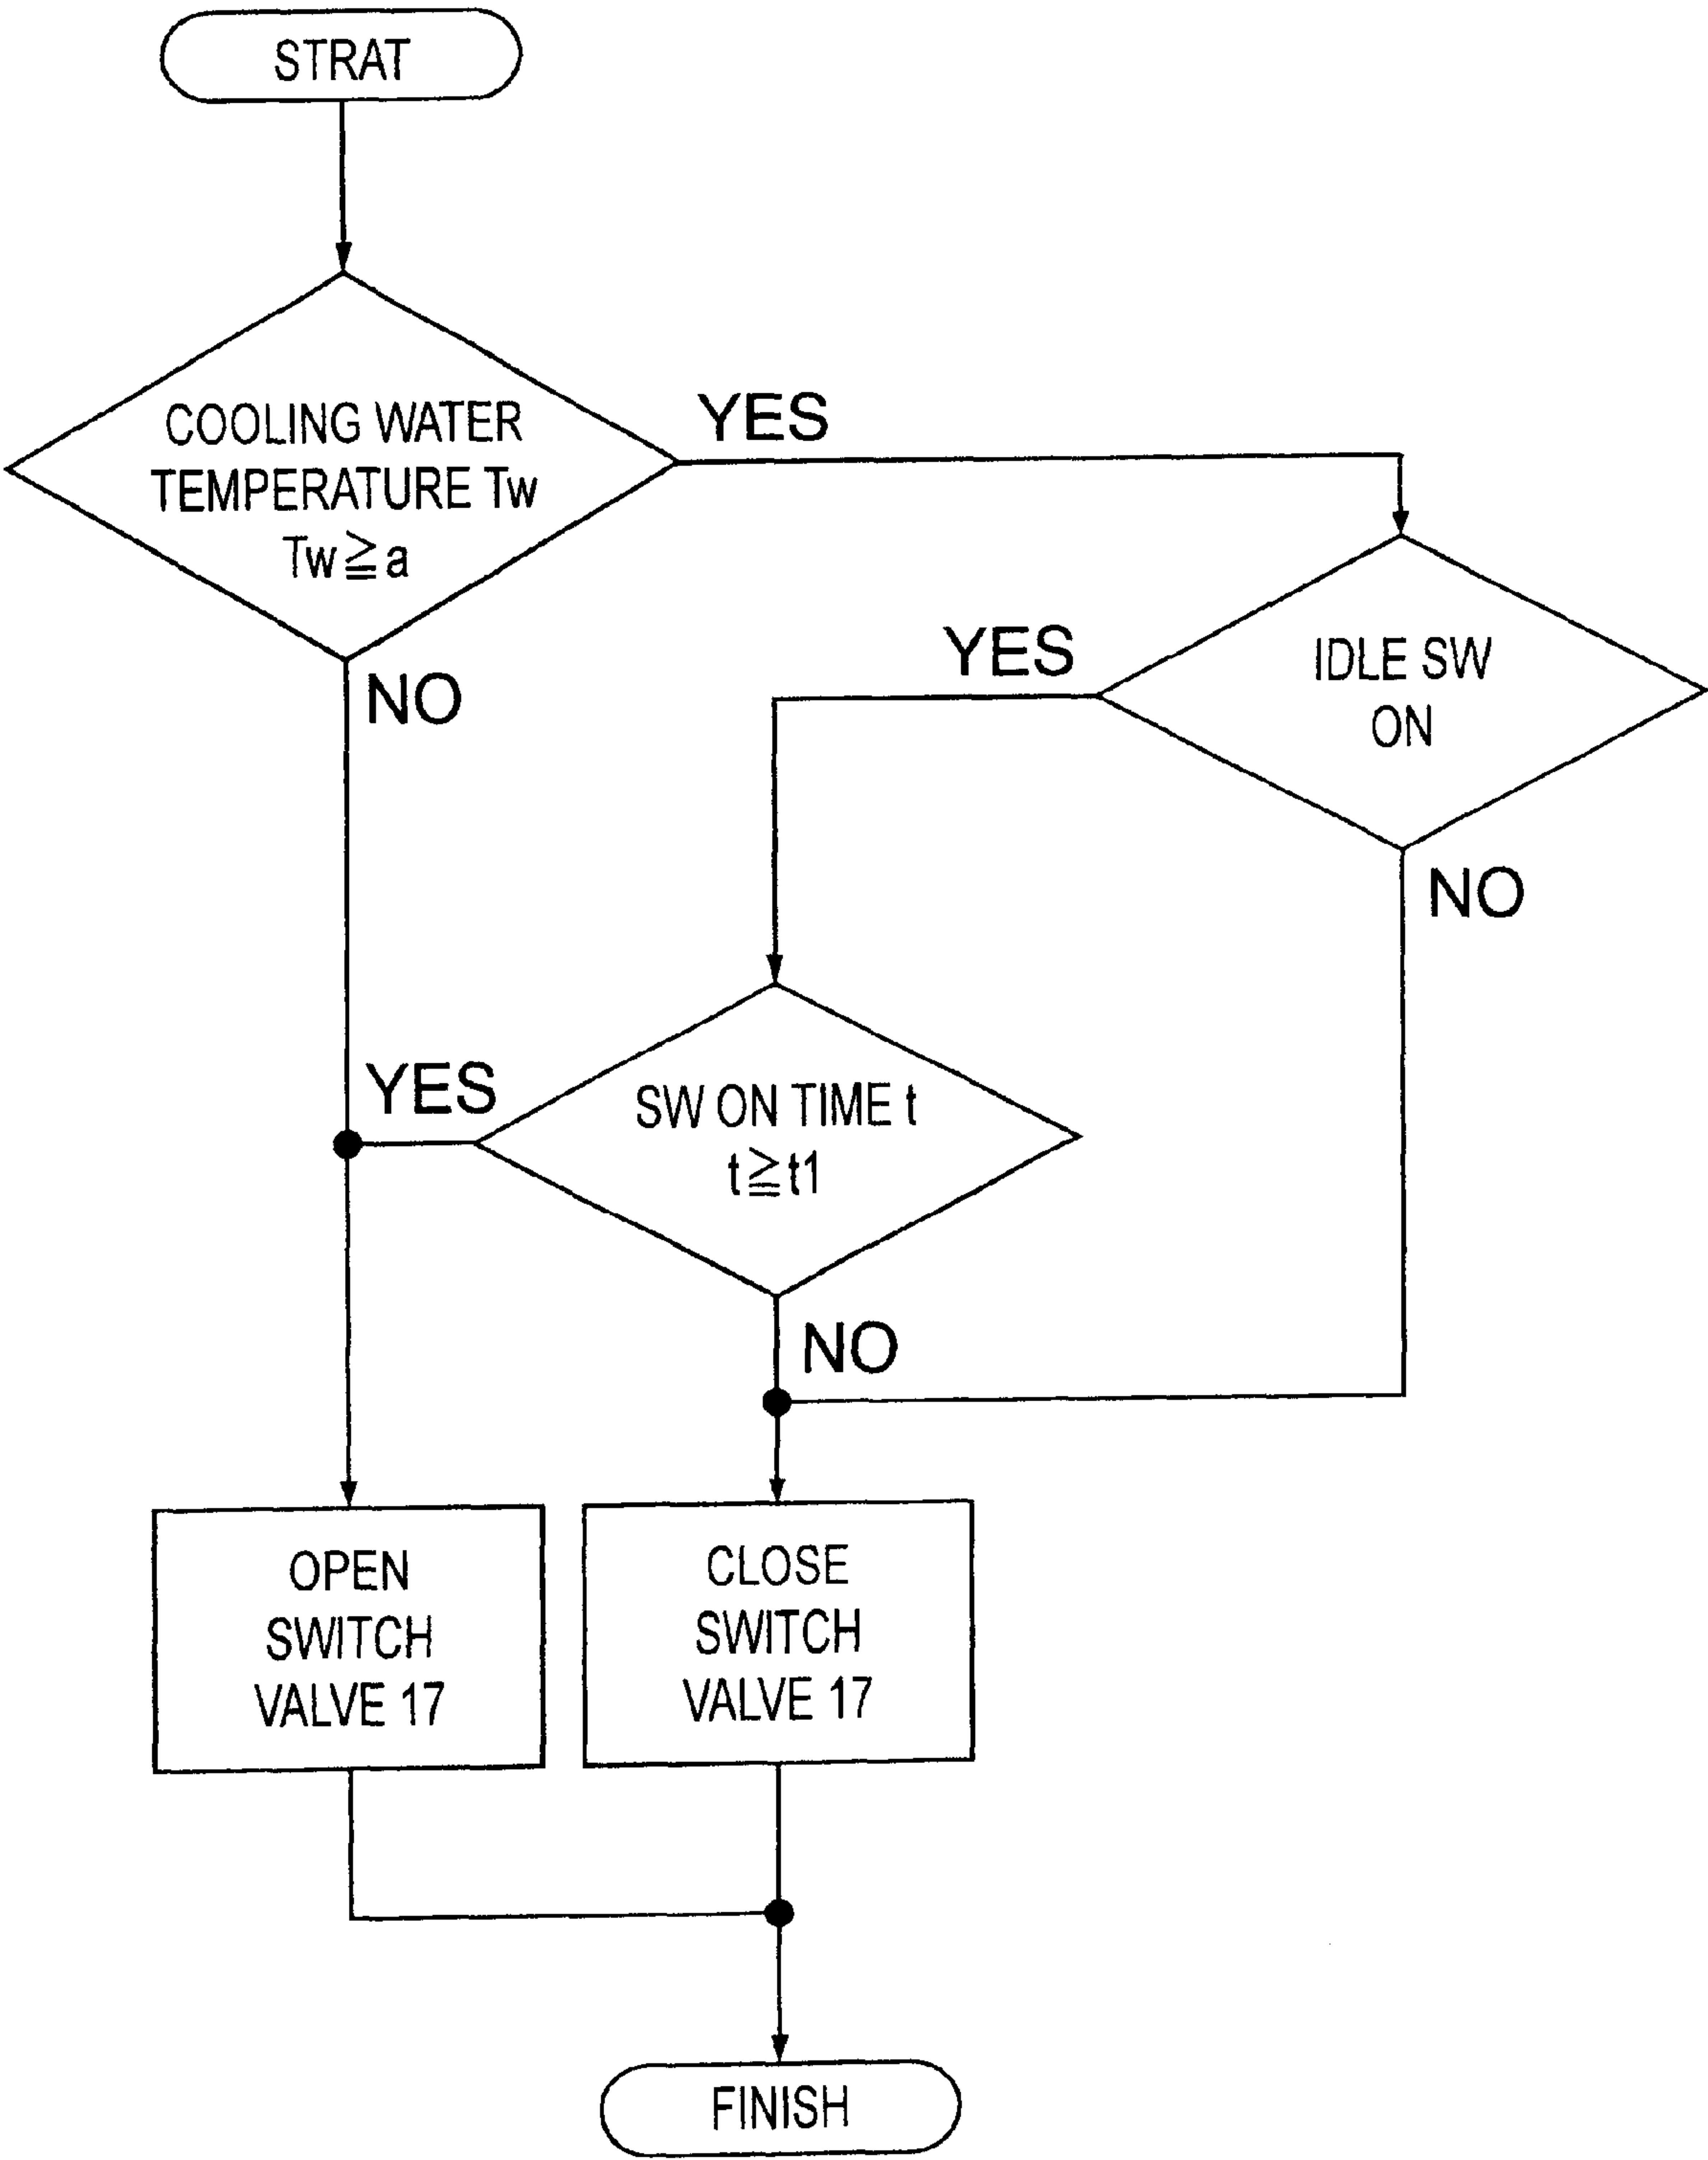 STRAT
COOLING WATER
TEMPERATURE Tw
Tw≧a
YES
NO
IDLE SW
ON
YES
NO
SW ON TIME t
t≧t1
YES
NO
OPEN
SWITCH
VALVE 17
CLOSE
SWITCH
VALVE 17
FINISH